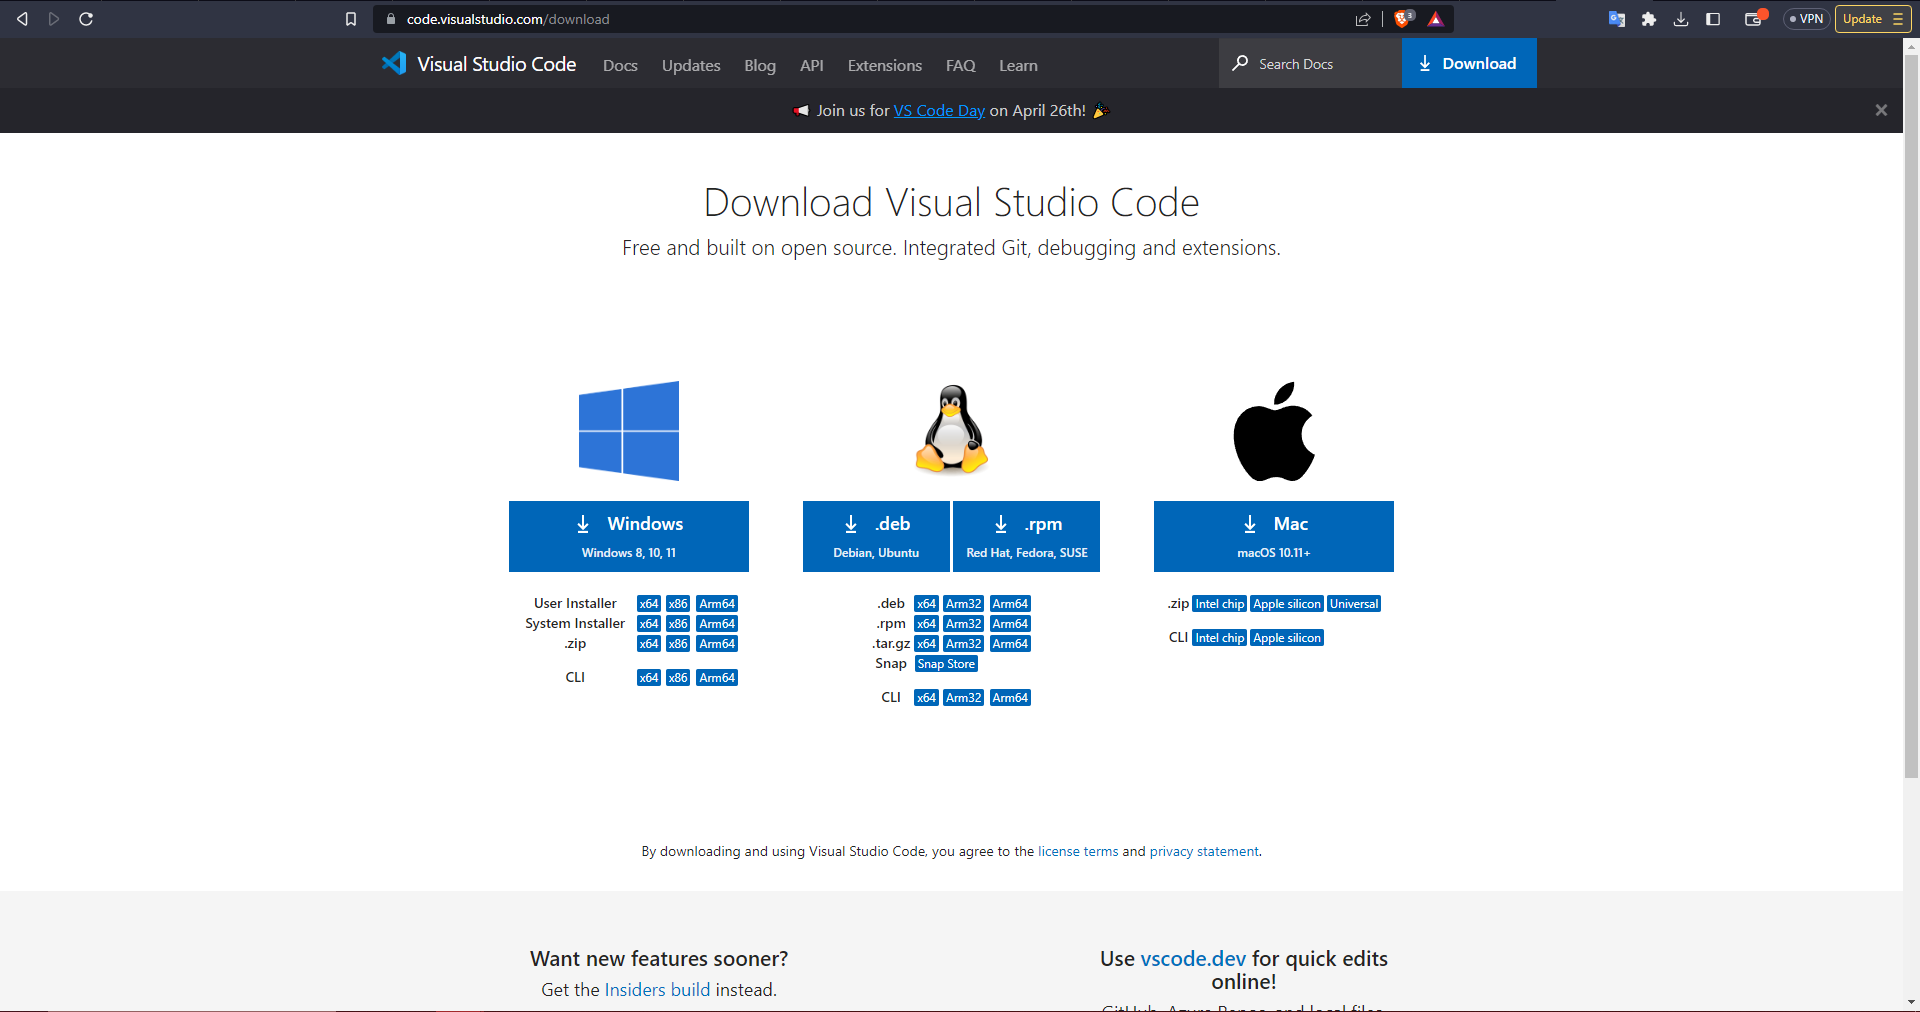 code.visualstudio.com/download
3
VPN
Update
Visual Studio Code
Docs
Updates
Blog
API
Extensions
FAQ
Learn
Search Docs
Download
Join us for VS Code Day on April 26th!
Download Visual Studio Code
Free and built on open source. Integrated Git, debugging and extensions.
Windows
Windows 8, 10, 11
User Installer x64 x86 Arm64
System Installer x64 x86 Arm64
.zip x64 x86 Arm64
CLI x64 x86 Arm64
.deb
Debian, Ubuntu
.rpm
Red Hat, Fedora, SUSE
.deb x64 Arm32 Arm64
.rpm x64 Arm32 Arm64
.tar.gz x64 Arm32 Arm64
Snap Snap Store
CLI x64 Arm32 Arm64
Mac
macOS 10.11+
.zip Intel chip Apple silicon Universal
CLI Intel chip Apple silicon
By downloading and using Visual Studio Code, you agree to the license terms and privacy statement.
Want new features sooner?
Get the Insiders build instead.
Use vscode.dev for quick edits
online!
GitHub, Azure Repos, and local files.